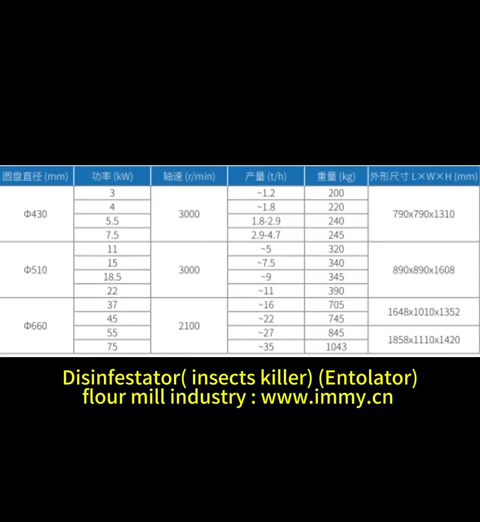 圆盘直径 (mm) 功率 (kW) 轴速 (r/min) 产量 (t/h) 重量 (kg) 外形尺寸 L×W×H (mm)
Φ430 3 3000 ~1.2 200 790x790x1310
4 ~1.8 220
5.5 1.8-2.9 240
7.5 2.9-4.7 245
Φ510 11 3000 ~5 320 890x890x1608
15 ~7.5 340
18.5 ~9 345
22 ~11 390
Φ660 37 2100 ~16 705 1648x1010x1352
45 ~22 745
55 ~27 845 1858x1110x1420
75 ~35 1043
Disinfestator( insects killer) (Entolator)
flour mill industry : www.immy.cn